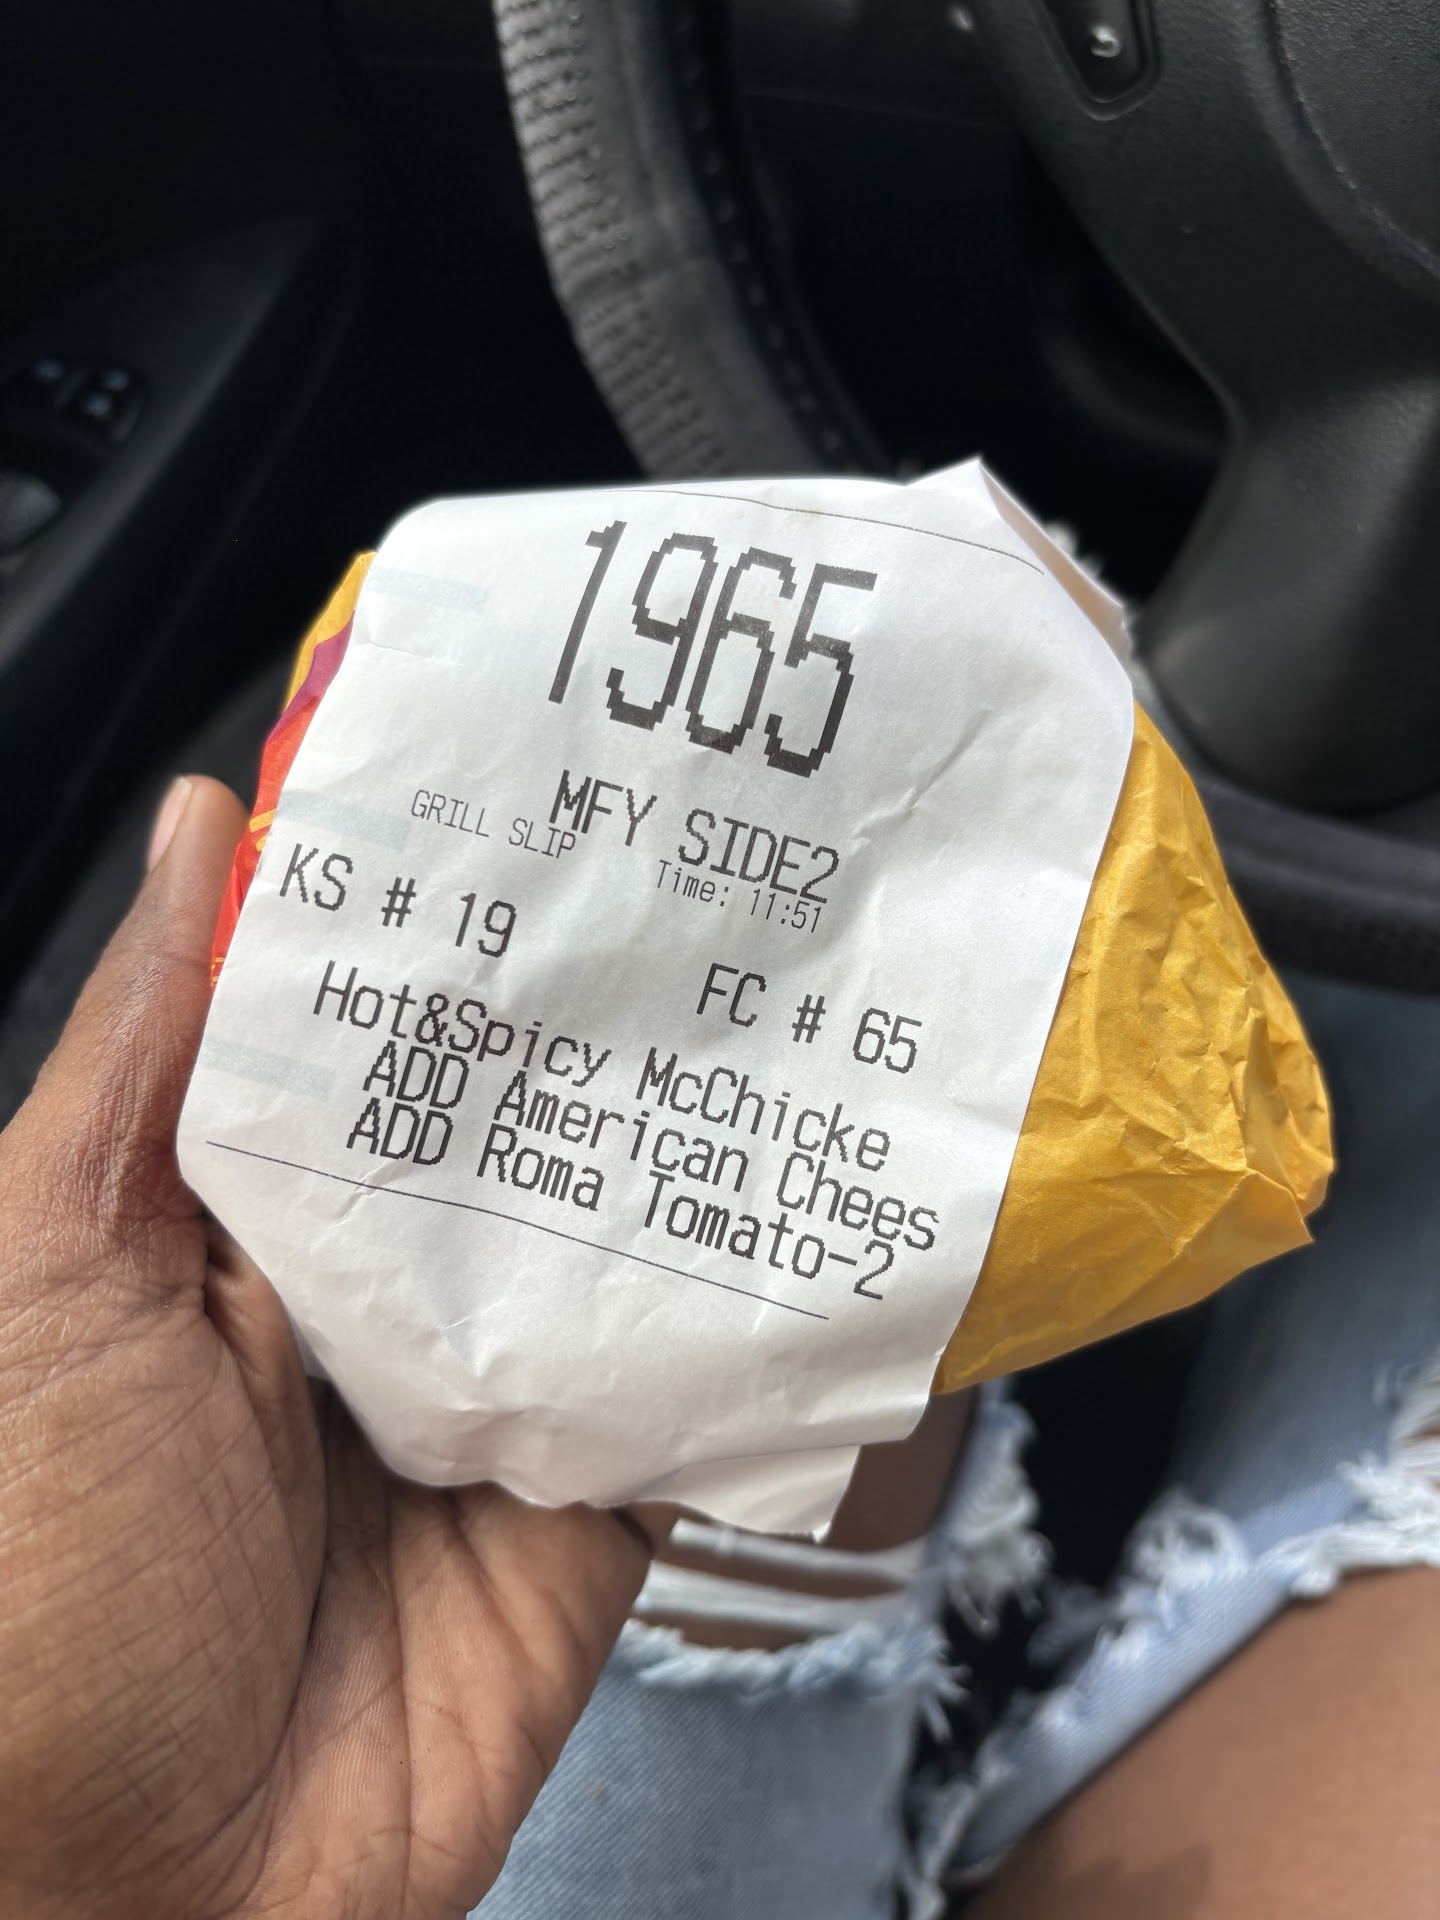 1965
MFY SIDE2
GRILL SLIP Time: 11:51
KS # 19 FC # 65
Hot&Spicy McChicke
ADD American Chees
ADD Roma Tomato-2